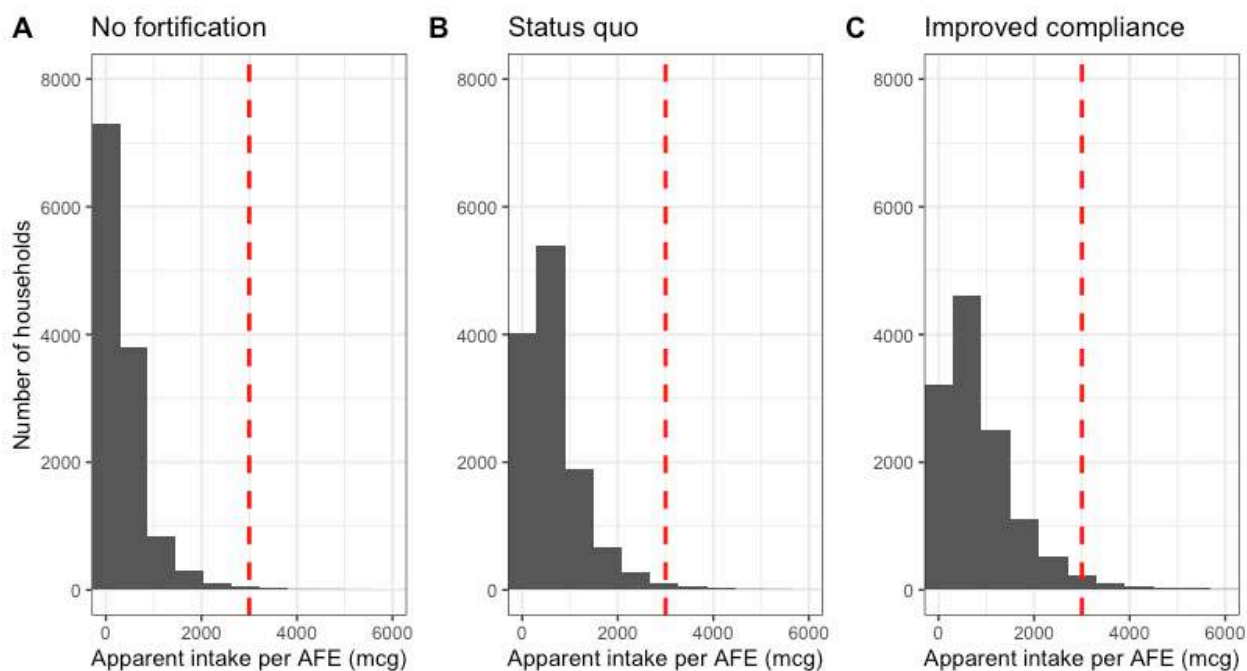 A No fortification
B Status quo
C Improved compliance
8000
6000
4000
2000
0
Number of households
0 2000 4000 6000
Apparent intake per AFE (mcg)
8000
6000
4000
2000
0
0 2000 4000 6000
Apparent intake per AFE (mcg)
8000
6000
4000
2000
0
0 2000 4000 6000
Apparent intake per AFE (mcg)